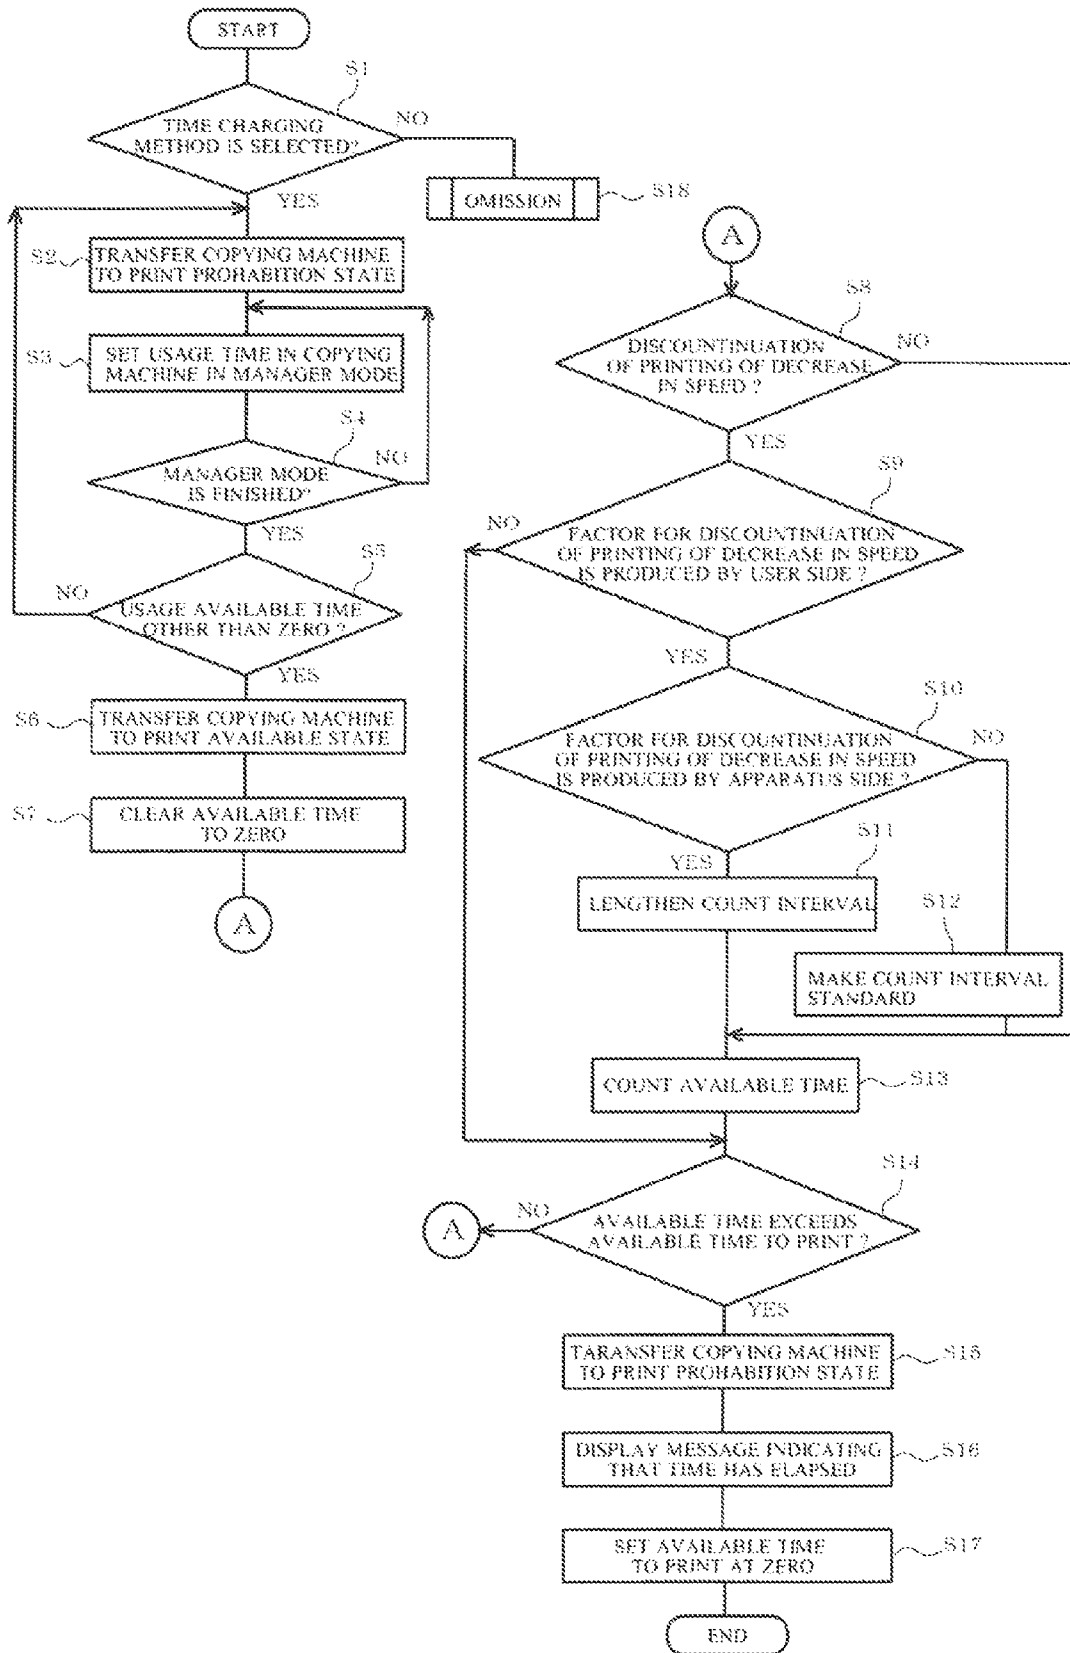 START
S1
TIME CHARGING
METHOD IS SELECTED?
NO
YES
OMISSION
S18
S2
TRANSFER COPYING MACHINE
TO PRINT PROHABITION STATE
S3
SET USAGE TIME IN COPYING
MACHINE IN MANAGER MODE
S4
MANAGER MODE
IS FINISHED?
NO
YES
S5
USAGE AVAILABLE TIME
OTHER THAN ZERO ?
NO
YES
S6
TRANSFER COPYING MACHINE
TO PRINT AVAILABLE STATE
S7
CLEAR AVAILABLE TIME
TO ZERO
A
A
S8
DISCOUNTINUATION
OF PRINTING OF DECREASE
IN SPEED ?
NO
YES
S9
NO
FACTOR FOR DISCOUNTINUATION
OF PRINTING OF DECREASE IN SPEED
IS PRODUCED BY USER SIDE ?
YES
S10
FACTOR FOR DISCOUNTINUATION
OF PRINTING OF DECREASE IN SPEED
IS PRODUCED BY APPARATUS SIDE ?
NO
YES
S11
LENGTHEN COUNT INTERVAL
S12
MAKE COUNT INTERVAL
STANDARD
COUNT AVAILABLE TIME
S13
S14
AVAILABLE TIME EXCEEDS
AVAILABLE TIME TO PRINT ?
NO
A
YES
TARANSFER COPYING MACHINE
TO PRINT PROHABITION STATE
S15
DISPLAY MESSAGE INDICATING
THAT TIME HAS ELAPSED
S16
SET AVAILABLE TIME
TO PRINT AT ZERO
S17
END